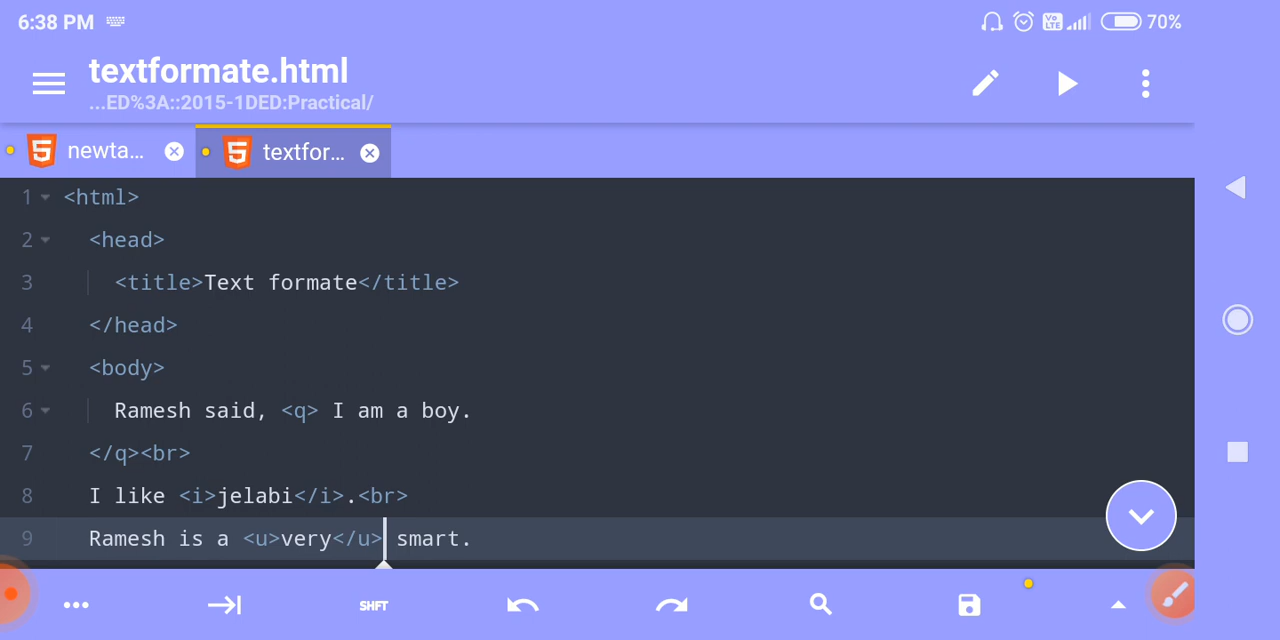 6:38 PM
Vo LTE
70%
textformate.html
...ED%3A::2015-1DED:Practical/
newta...
textfor...
1 <html>
2 <head>
3 <title>Text formate</title>
4 </head>
5 <body>
6 Ramesh said, <q> I am a boy.
7 </q><br>
8 I like <i>jelabi</i>.<br>
9 Ramesh is a <u>very</u> smart.
SHFT